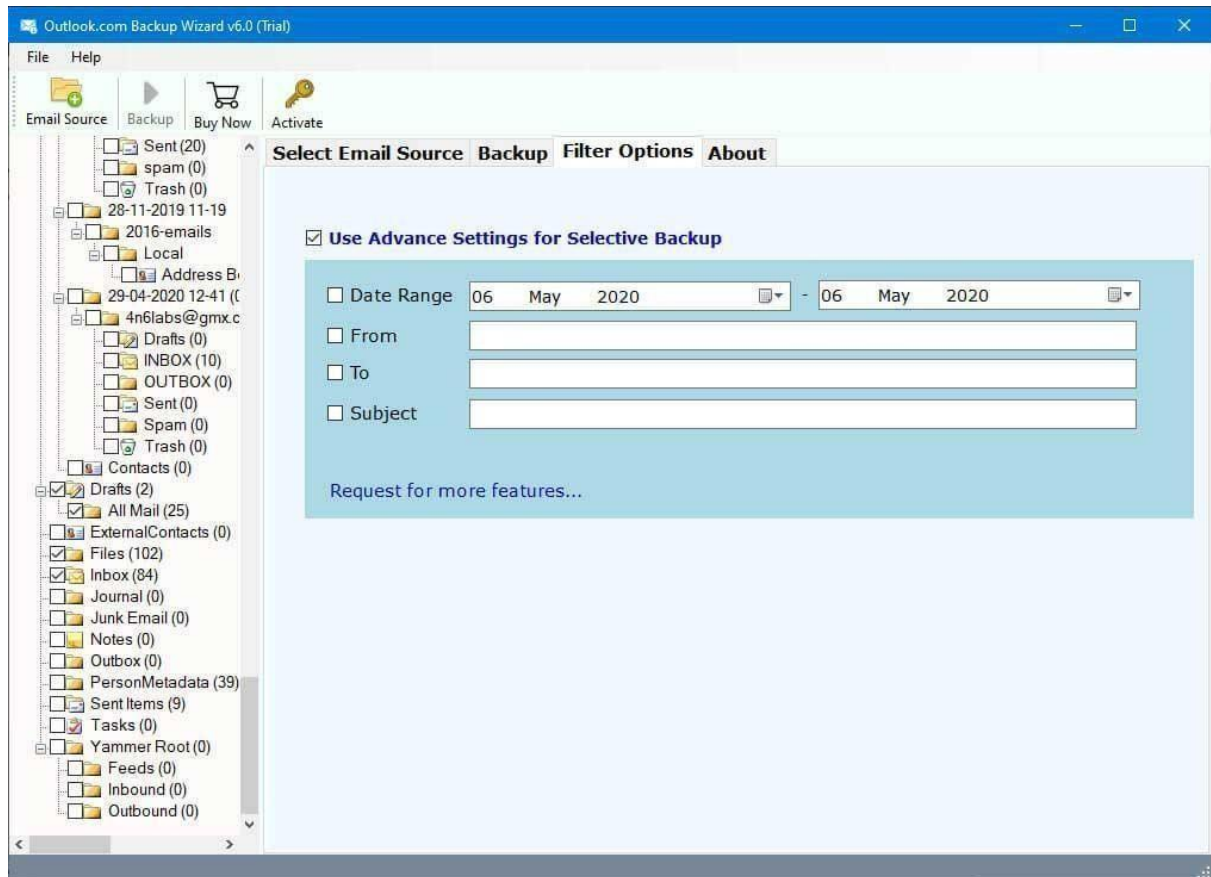 Outlook.com Backup Wizard v6.0 (Trial)
File Help
Email Source Backup Buy Now Activate
Sent (20)
spam (0)
Trash (0)
28-11-2019 11-19
2016-emails
Local
Address B
29-04-2020 12-41 (0
4n6labs@gmx.c
Drafts (0)
INBOX (10)
OUTBOX (0)
Sent (0)
Spam (0)
Trash (0)
Contacts (0)
Drafts (2)
All Mail (25)
ExternalContacts (0)
Files (102)
Inbox (84)
Journal (0)
Junk Email (0)
Notes (0)
Outbox (0)
PersonMetadata (39)
Sent Items (9)
Tasks (0)
Yammer Root (0)
Feeds (0)
Inbound (0)
Outbound (0)
Select Email Source Backup Filter Options About
Use Advance Settings for Selective Backup
Date Range 06 May 2020 - 06 May 2020
From
To
Subject
Request for more features...